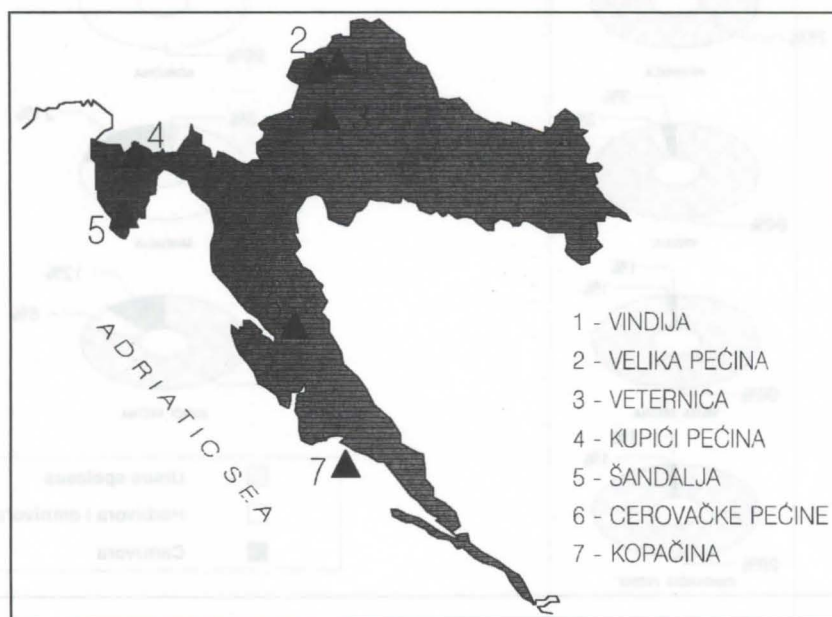 2
4
5
ADRIATIC SEA
7
1 - VINDIJA
2 - VELIKA PEĆINA
3 - VETERNICA
4 - KUPIĆI PEĆINA
5 - ŠANDALJA
6 - CEROVAČKE PEĆINE
7 - KOPAČINA